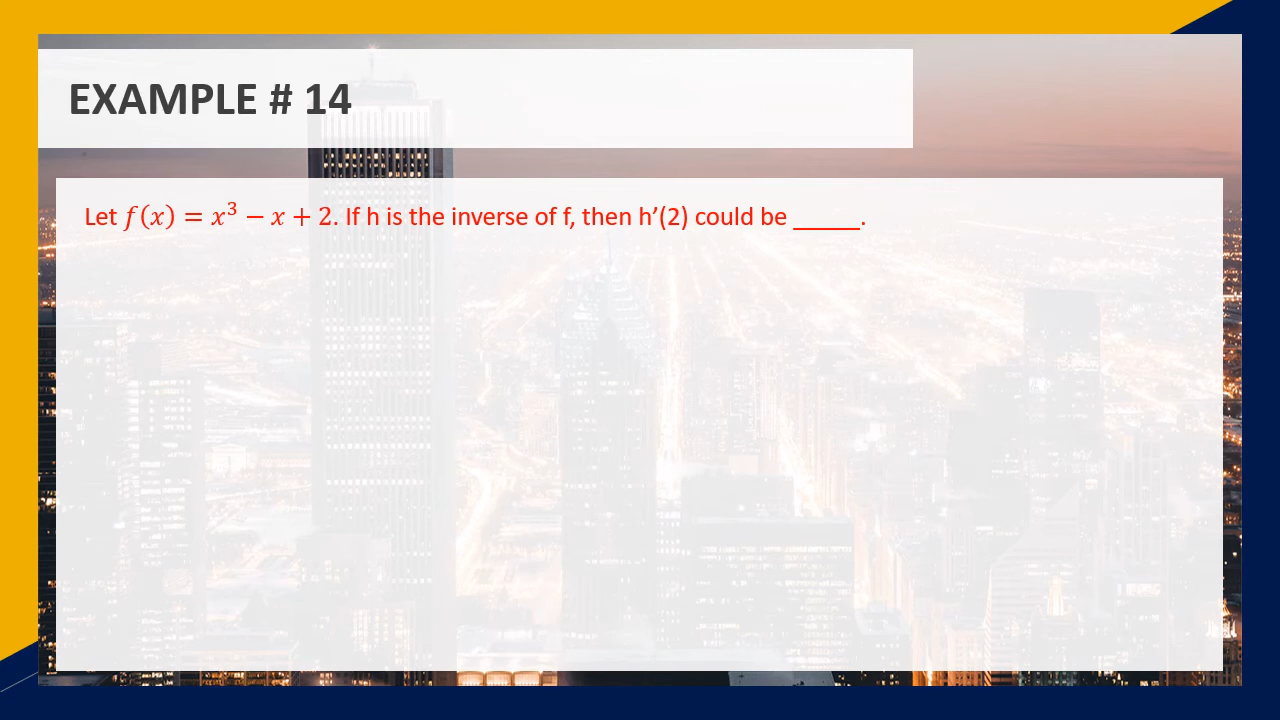 EXAMPLE # 14
Let f(x) = x³ − x + 2. If h is the inverse of f, then h’(2) could be _____.